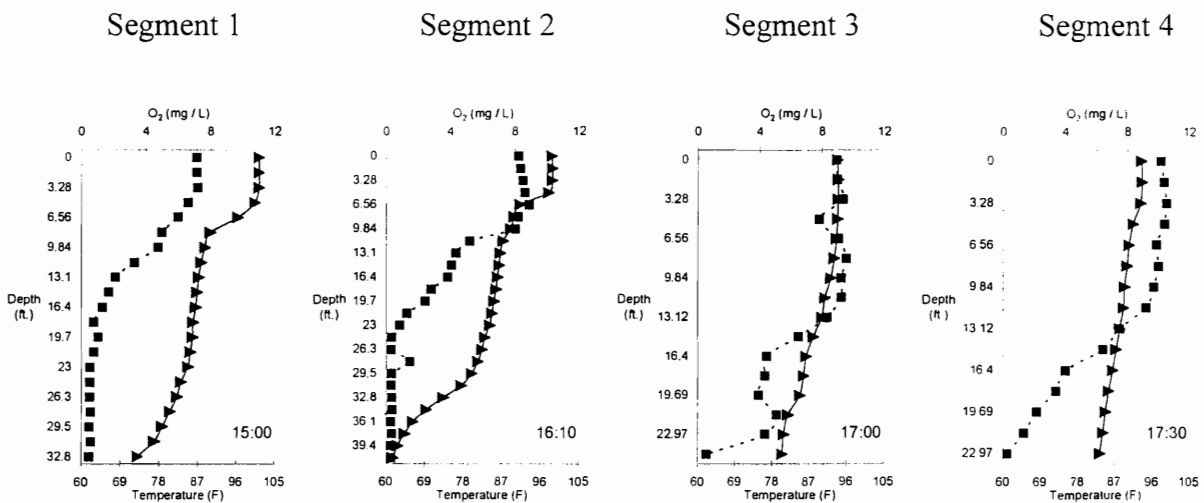 Segment 1
Segment 2
Segment 3
Segment 4
O₂ (mg / L)
0 4 8 12
0
3.28
6.56
9.84
13.1
16.4
19.7
23
26.3
29.5
32.8
Depth
(ft.)
15:00
60 69 78 87 96 105
Temperature (F)
O₂ (mg / L)
0 4 8 12
0
3.28
6.56
9.84
13.1
16.4
19.7
23
26.3
29.5
32.8
36.1
39.4
Depth
(ft.)
16:10
60 69 78 87 96 105
Temperature (F)
O₂ (mg / L)
0 4 8 12
0
3.28
6.56
9.84
13.12
16.4
19.69
22.97
Depth
(ft.)
17:00
60 69 78 87 96 105
Temperature (F)
O₂ (mg / L)
0 4 8 12
0
3.28
6 56
9 84
13 12
16 4
19 69
22 97
Depth
(ft.)
17:30
60 69 78 87 96 105
Temperature (F)